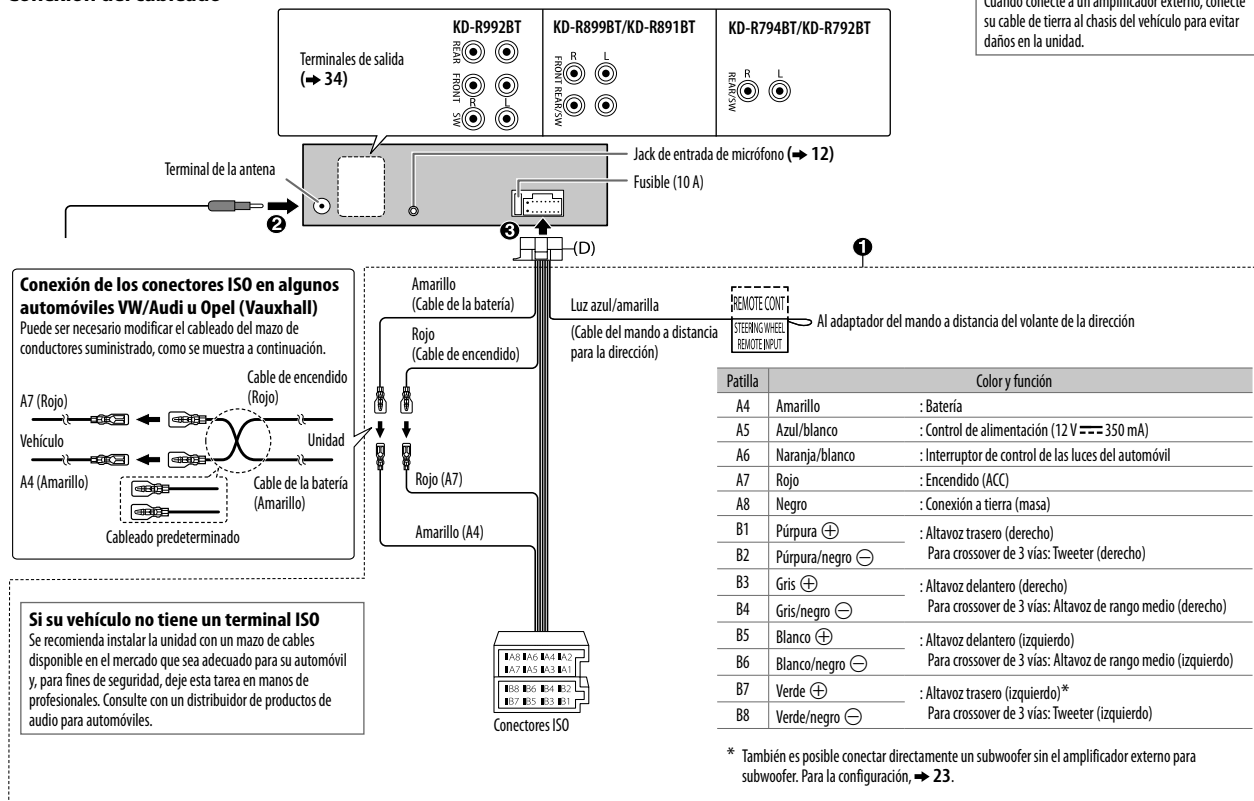 Conexión del cableado
Cuando conecte a un amplificador externo, conecte
su cable de tierra al chasis del vehículo para evitar
daños en la unidad.
Terminales de salida
(➜ 34)
KD-R992BT
REAR
FRONT
R L
SW
KD-R899BT/KD-R891BT
R L
FRONT
REAR/SW
KD-R794BT/KD-R792BT
R L
REAR/SW
Terminal de la antena
Jack de entrada de micrófono (➜ 12)
Fusible (10 A)
❷
❸
(D)
❶
Conexión de los conectores ISO en algunos
automóviles VW/Audi u Opel (Vauxhall)
Puede ser necesario modificar el cableado del mazo de
conductores suministrado, como se muestra a continuación.
Cable de encendido
(Rojo)
A7 (Rojo)
Vehículo
Unidad
A4 (Amarillo)
Cable de la batería
(Amarillo)
Cableado predeterminado
Amarillo
(Cable de la batería)
Rojo
(Cable de encendido)
Rojo (A7)
Amarillo (A4)
Luz azul/amarilla
(Cable del mando a distancia
para la dirección)
REMOTE CONT
STEERING WHEEL
REMOTE INPUT
Al adaptador del mando a distancia del volante de la dirección
Patilla Color y función
A4 Amarillo : Batería
A5 Azul/blanco : Control de alimentación (12 V ⎓ 350 mA)
A6 Naranja/blanco : Interruptor de control de las luces del automóvil
A7 Rojo : Encendido (ACC)
A8 Negro : Conexión a tierra (masa)
B1 Púrpura ⊕ : Altavoz trasero (derecho)
B2 Púrpura/negro ⊖ Para crossover de 3 vías: Tweeter (derecho)
B3 Gris ⊕ : Altavoz delantero (derecho)
B4 Gris/negro ⊖ Para crossover de 3 vías: Altavoz de rango medio (derecho)
B5 Blanco ⊕ : Altavoz delantero (izquierdo)
B6 Blanco/negro ⊖ Para crossover de 3 vías: Altavoz de rango medio (izquierdo)
B7 Verde ⊕ : Altavoz trasero (izquierdo)*
B8 Verde/negro ⊖ Para crossover de 3 vías: Tweeter (izquierdo)
* También es posible conectar directamente un subwoofer sin el amplificador externo para
subwoofer. Para la configuración, ➜ 23.
Si su vehículo no tiene un terminal ISO
Se recomienda instalar la unidad con un mazo de cables
disponible en el mercado que sea adecuado para su automóvil
y, para fines de seguridad, deje esta tarea en manos de
profesionales. Consulte con un distribuidor de productos de
audio para automóviles.
A8 A6 A4 A2
A7 A5 A3 A1
B8 B6 B4 B2
B7 B5 B3 B1
Conectores ISO